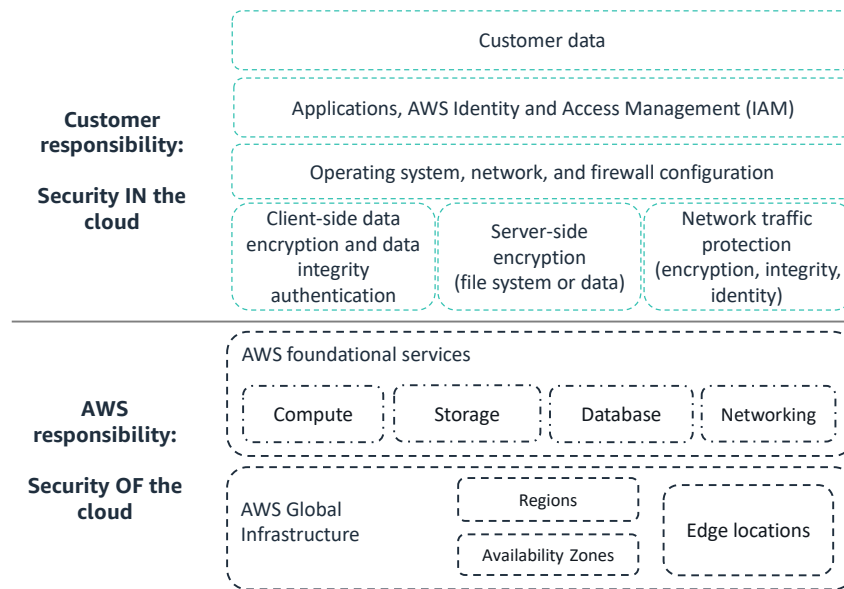 Customer data
Applications, AWS Identity and Access Management (IAM)
Customer
responsibility:
Security IN the
cloud
Operating system, network, and firewall configuration
Client-side data
encryption and data
integrity
authentication
Server-side
encryption
(file system or data)
Network traffic
protection
(encryption, integrity,
identity)
AWS
responsibility:
Security OF the
cloud
AWS foundational services
Compute
Storage
Database
Networking
AWS Global
Infrastructure
Regions
Availability Zones
Edge locations